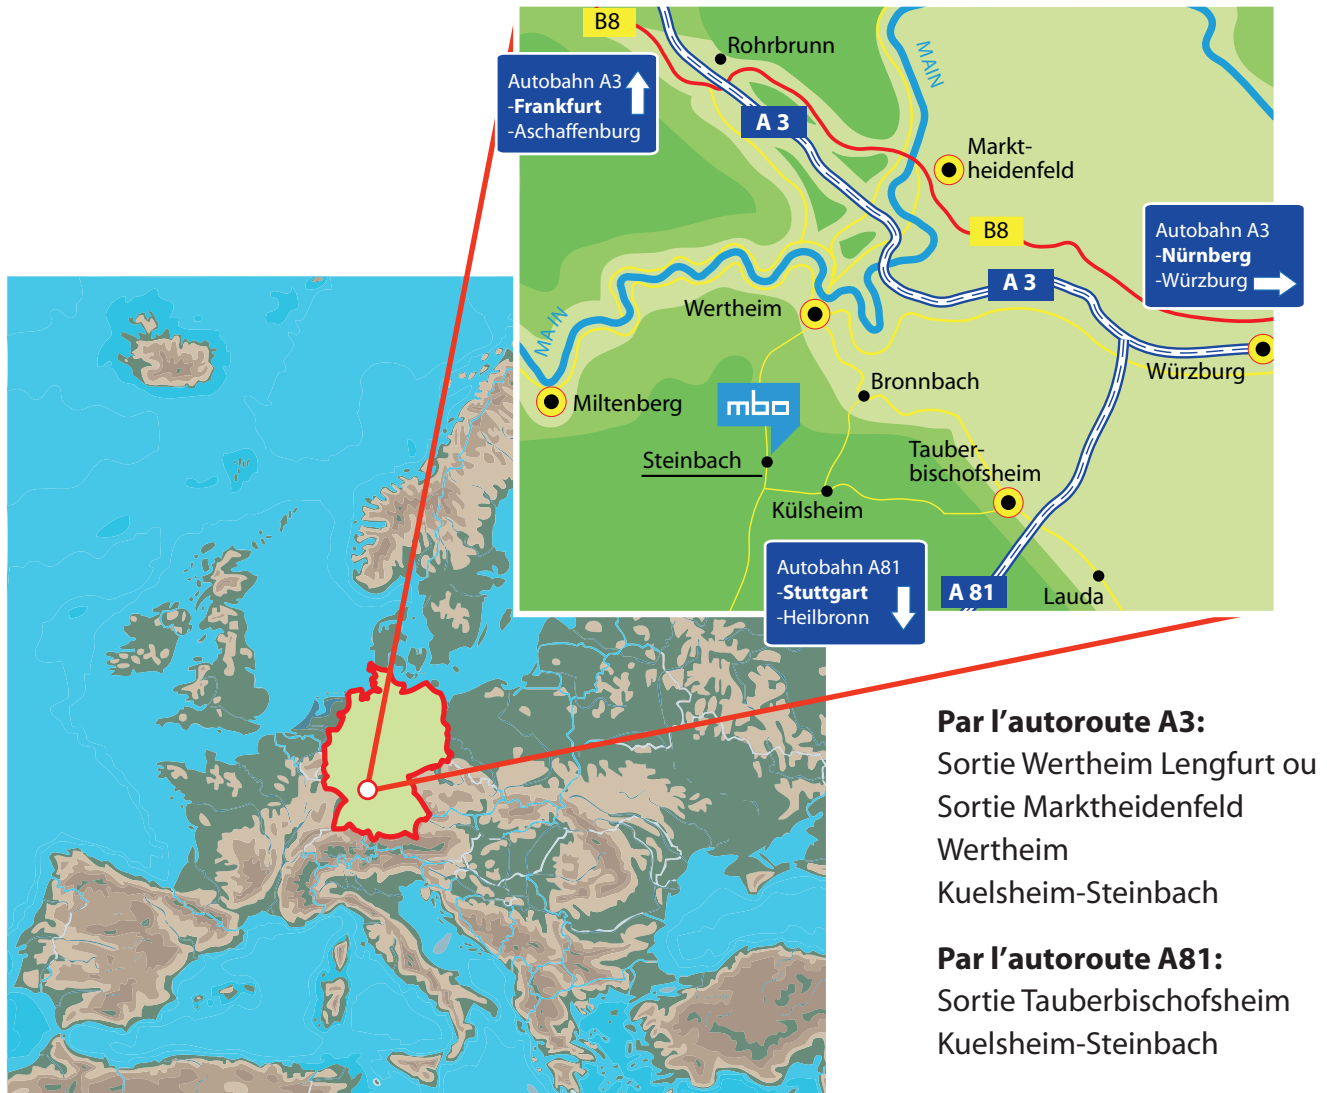 B8
Rohrbrunn
MAIN
Autobahn A3
-Frankfurt
-Aschaffenburg
A 3
Markt-
heidenfeld
B8
Autobahn A3
-Nürnberg
-Würzburg
A 3
Wertheim
MAIN
Würzburg
Bronnbach
Miltenberg
mbo
Steinbach
Tauber-
bischofsheim
Külsheim
Autobahn A81
-Stuttgart
-Heilbronn
A 81
Lauda
Par l'autoroute A3:
Sortie Wertheim Lengfurt ou
Sortie Marktheidenfeld
Wertheim
Kuelsheim-Steinbach
Par l'autoroute A81:
Sortie Tauberbischofsheim
Kuelsheim-Steinbach